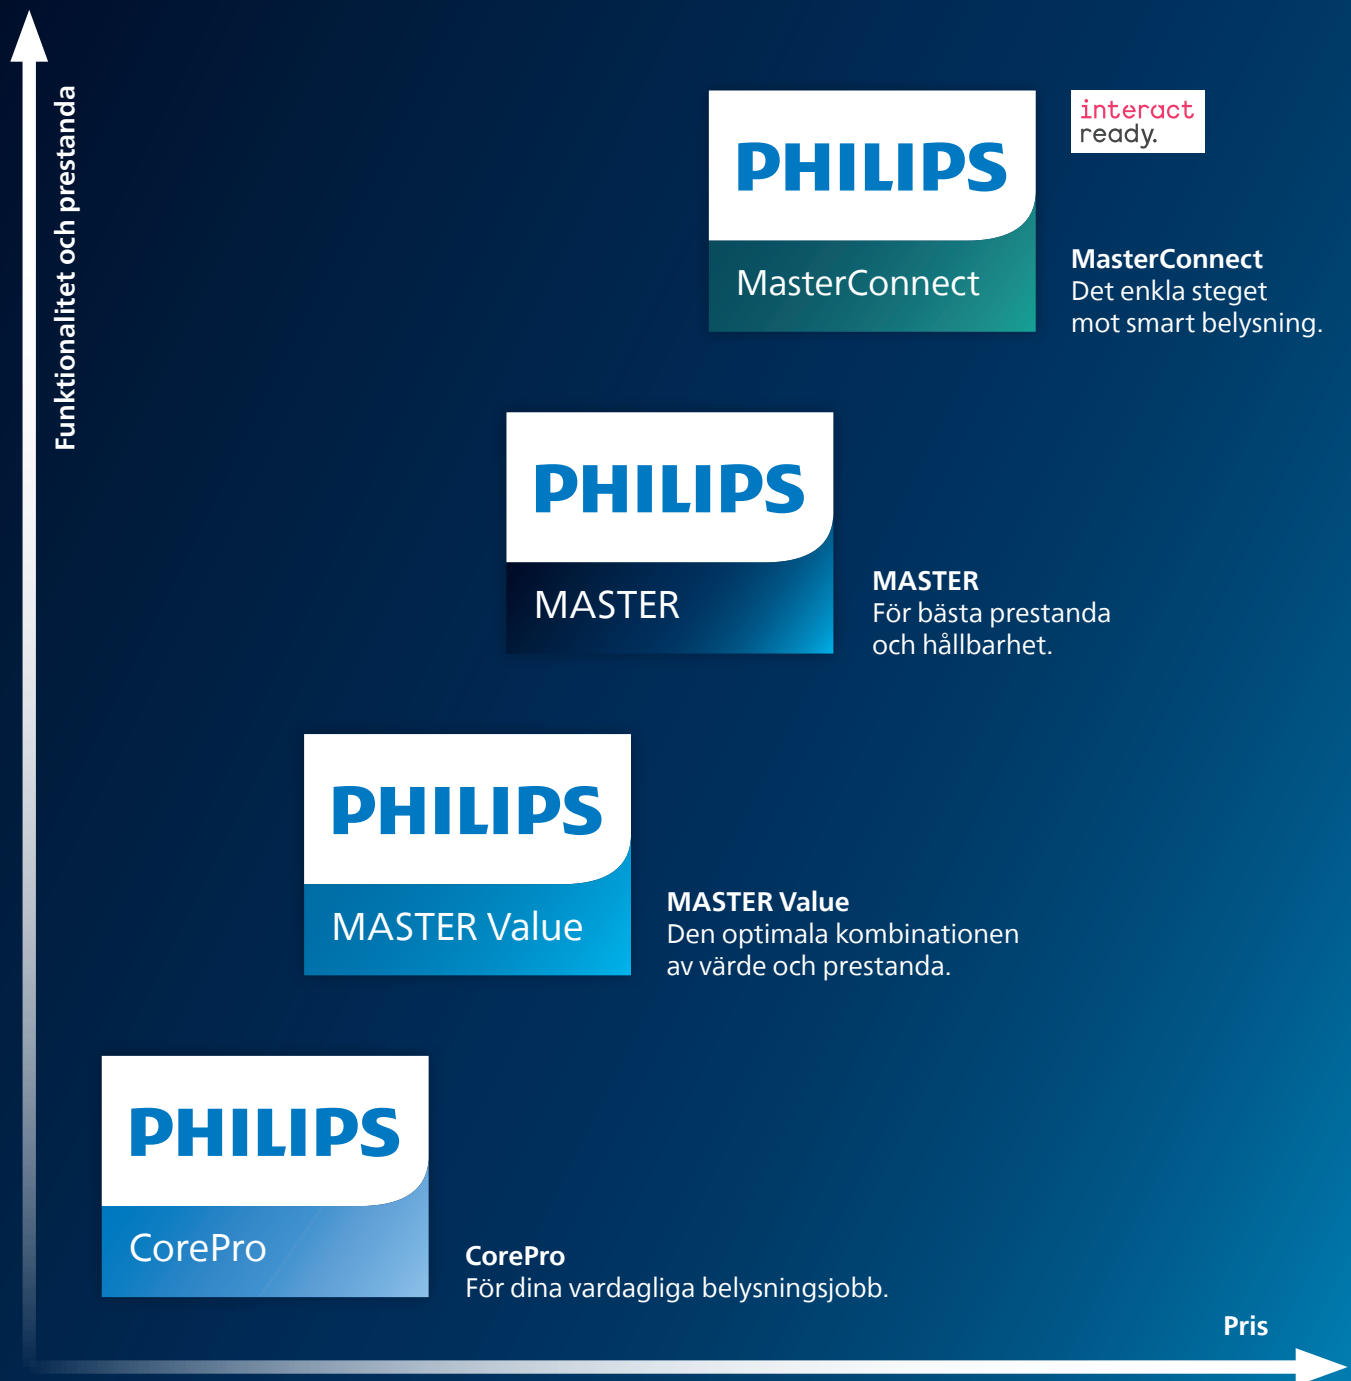 Funktionalitet och prestanda
PHILIPS
MasterConnect
interact
ready.
MasterConnect
Det enkla steget
mot smart belysning.
PHILIPS
MASTER
MASTER
För bästa prestanda
och hållbarhet.
PHILIPS
MASTER Value
MASTER Value
Den optimala kombinationen
av värde och prestanda.
PHILIPS
CorePro
CorePro
För dina vardagliga belysningsjobb.
Pris